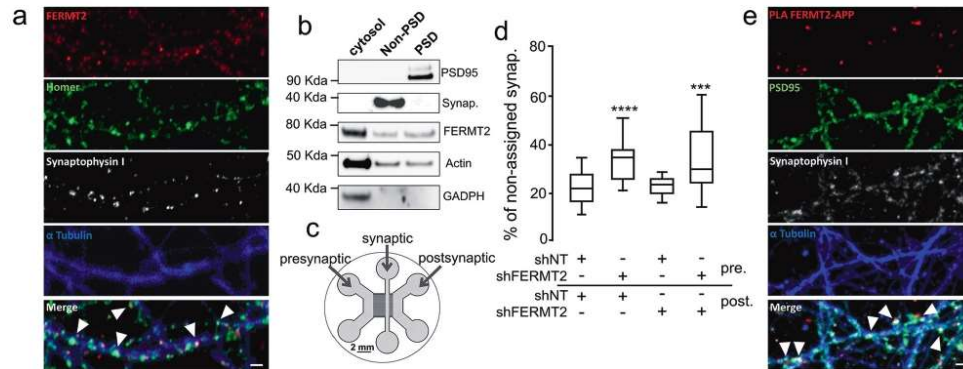 a
FERMT2
Homer
Synaptophysin I
α Tubulin
Merge
b
cytosol
Non-PSD
PSD
90 Kda
PSD95
40 Kda
Synap.
80 Kda
FERMT2
50 Kda
Actin
40 Kda
GADPH
c
synaptic
presynaptic
postsynaptic
2 mm
d
% of non-assigned synap.
80
60
40
20
0
****
***
shNT + - + -
shFERMT2 - + - +
pre.
shNT + + - -
shFERMT2 - - + +
post.
e
PLA FERMT2-APP
PSD95
Synaptophysin I
α Tubulin
Merge